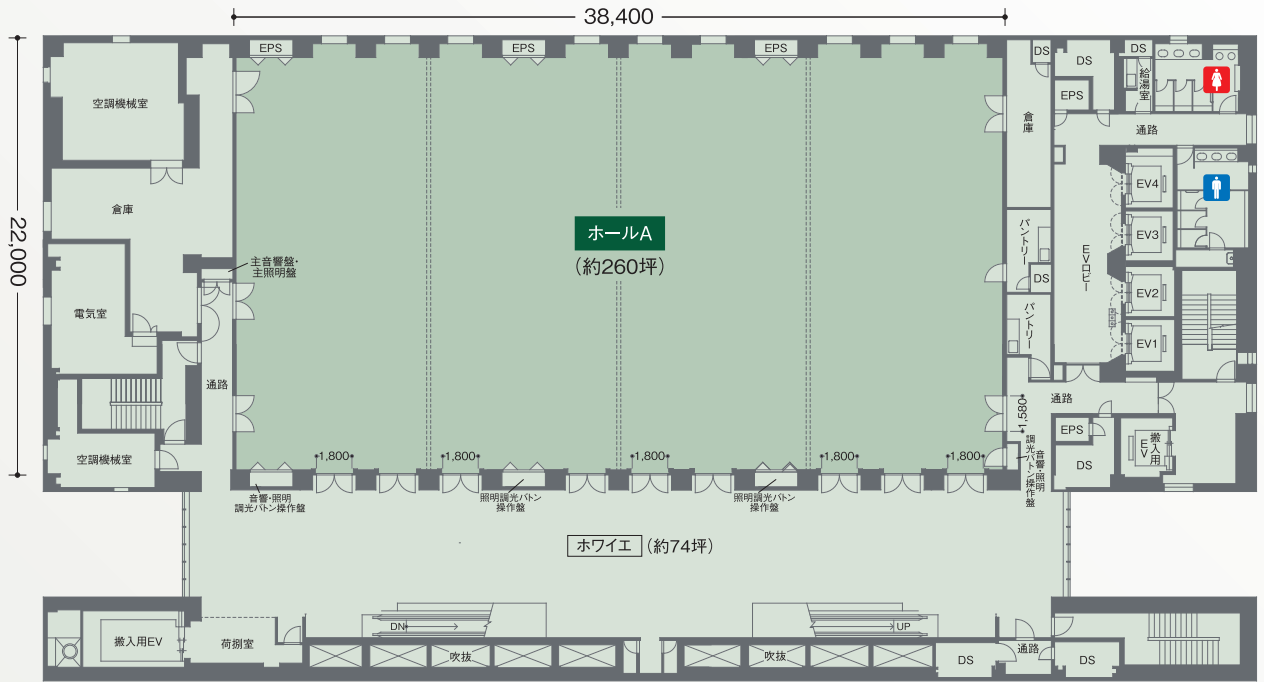 38,400
EPS
EPS
EPS
DS
DS
DS
給湯室
EPS
空調機械室
倉庫
通路
22,000
倉庫
EV4
ホールA
(約260坪)
パントリー
EV3
EVロビー
主音響盤・
主照明盤
DS
EV2
電気室
パントリー
EV1
通路
通路
1,580
EPS
搬入用
EV
空調機械室
1,800
1,800
1,800
1,800
1,800
DS
音響・照明
調光バトン操作盤
音響・照明
調光バトン操作盤
照明調光バトン
操作盤
照明調光バトン
操作盤
ホワイエ
(約74坪)
DN
UP
搬入用EV
荷捌室
吹抜
吹抜
DS
通路
DS